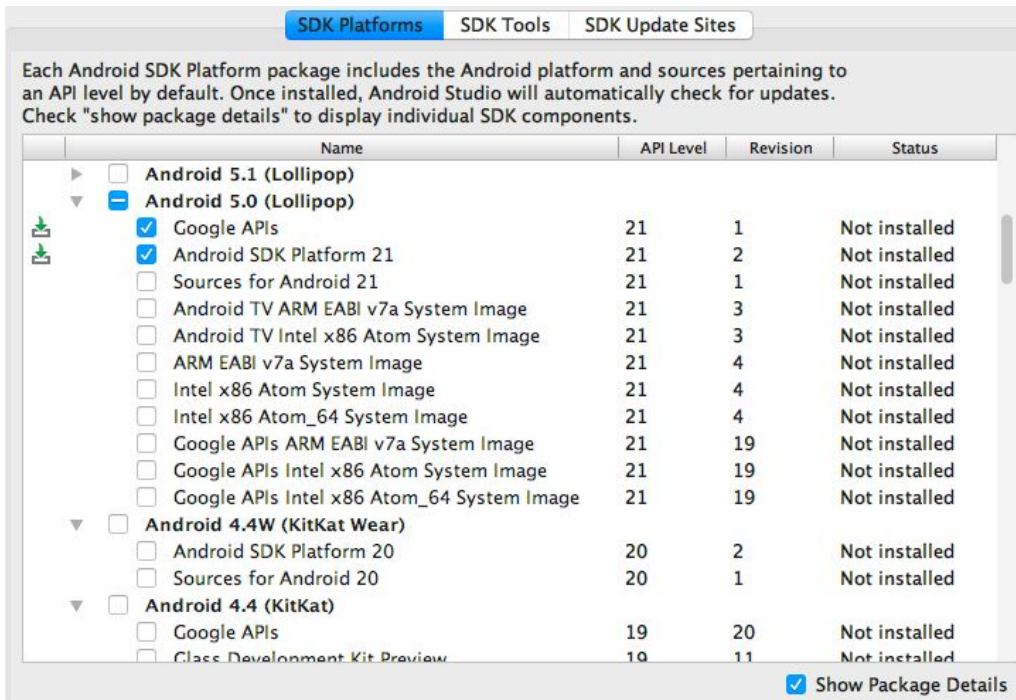 SDK Platforms SDK Tools SDK Update Sites
Each Android SDK Platform package includes the Android platform and sources pertaining to
an API level by default. Once installed, Android Studio will automatically check for updates.
Check "show package details" to display individual SDK components.
Name API Level Revision Status
Android 5.1 (Lollipop)
Android 5.0 (Lollipop)
Google APIs 21 1 Not installed
Android SDK Platform 21 21 2 Not installed
Sources for Android 21 21 1 Not installed
Android TV ARM EABI v7a System Image 21 3 Not installed
Android TV Intel x86 Atom System Image 21 3 Not installed
ARM EABI v7a System Image 21 4 Not installed
Intel x86 Atom System Image 21 4 Not installed
Intel x86 Atom_64 System Image 21 4 Not installed
Google APIs ARM EABI v7a System Image 21 19 Not installed
Google APIs Intel x86 Atom System Image 21 19 Not installed
Google APIs Intel x86 Atom_64 System Image 21 19 Not installed
Android 4.4W (KitKat Wear)
Android SDK Platform 20 20 2 Not installed
Sources for Android 20 20 1 Not installed
Android 4.4 (KitKat)
Google APIs 19 20 Not installed
Glass Development Kit Preview 19 11 Not installed
Show Package Details